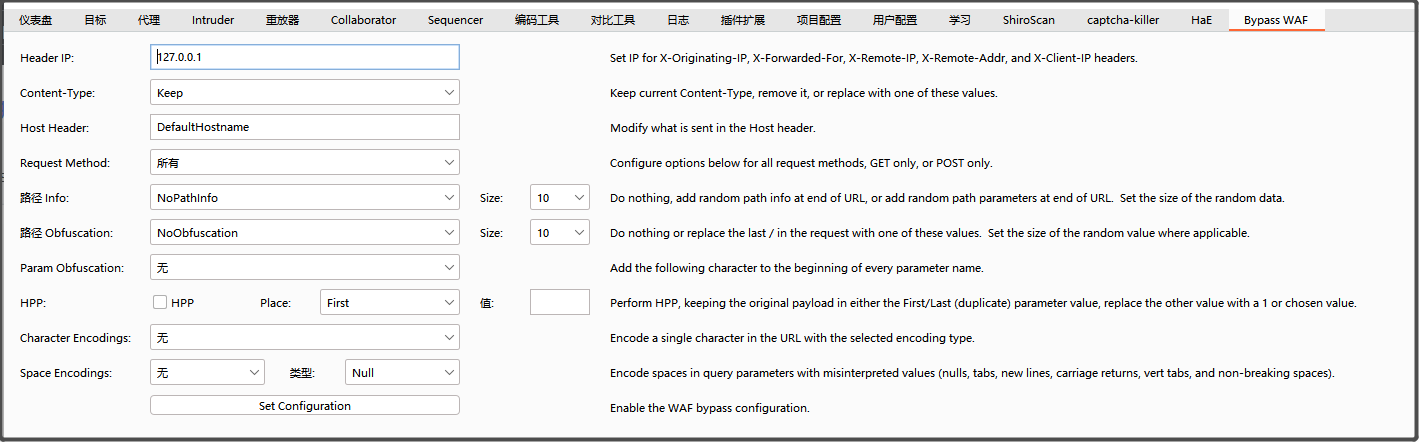 仪表盘 目标 代理 Intruder 重放器 Collaborator Sequencer 编码工具 对比工具 日志 插件扩展 项目配置 用户配置 学习 ShiroScan captcha-killer HaE Bypass WAF
Header IP: 127.0.0.1 Set IP for X-Originating-IP, X-Forwarded-For, X-Remote-IP, X-Remote-Addr, and X-Client-IP headers.
Content-Type: Keep Keep current Content-Type, remove it, or replace with one of these values.
Host Header: DefaultHostname Modify what is sent in the Host header.
Request Method: 所有 Configure options below for all request methods, GET only, or POST only.
路径 Info: NoPathInfo Size: 10 Do nothing, add random path info at end of URL, or add random path parameters at end of URL. Set the size of the random data.
路径 Obfuscation: NoObfuscation Size: 10 Do nothing or replace the last / in the request with one of these values. Set the size of the random value where applicable.
Param Obfuscation: 无 Add the following character to the beginning of every parameter name.
HPP: HPP Place: First 值: Perform HPP, keeping the original payload in either the First/Last (duplicate) parameter value, replace the other value with a 1 or chosen value.
Character Encodings: 无 Encode a single character in the URL with the selected encoding type.
Space Encodings: 无 类型: Null Encode spaces in query parameters with misinterpreted values (nulls, tabs, new lines, carriage returns, vert tabs, and non-breaking spaces).
Set Configuration Enable the WAF bypass configuration.